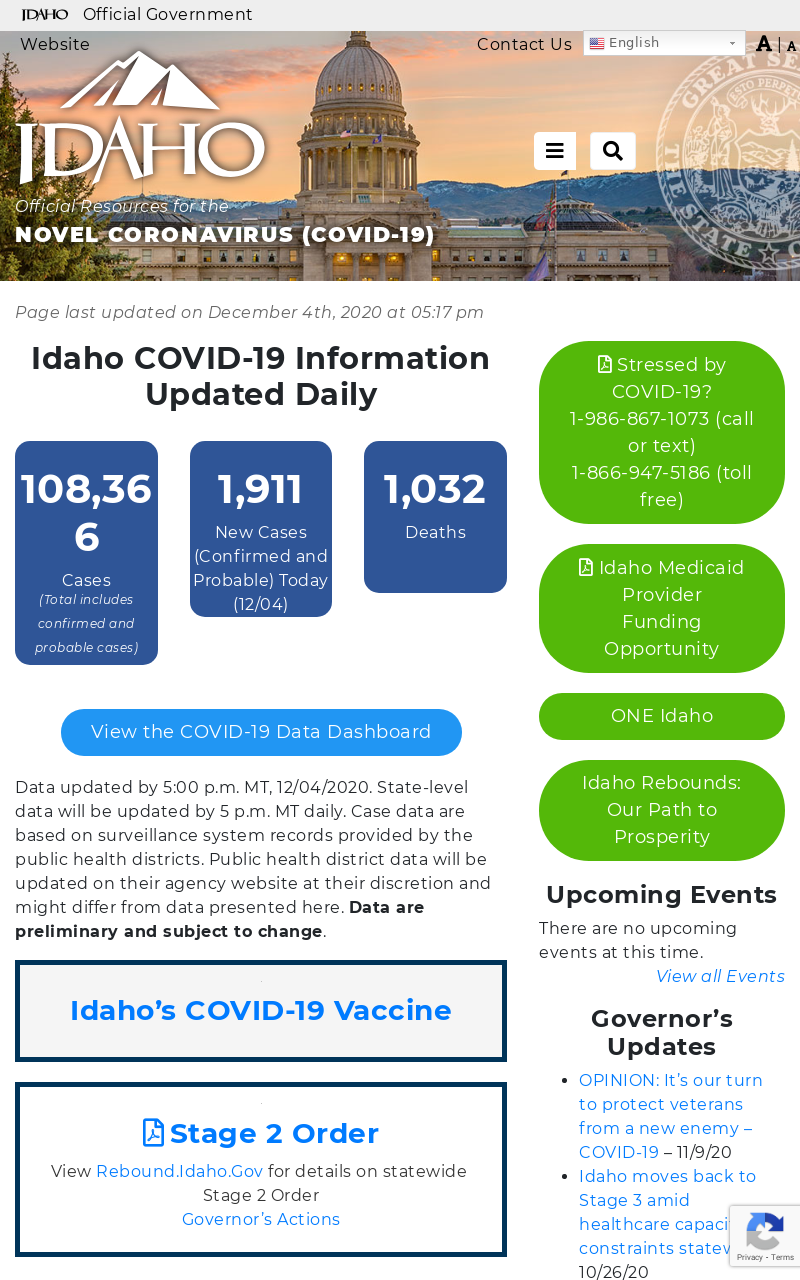 IDAHO Official Government
Website
Contact Us
English
A | A
IDAHO
Official Resources for the
NOVEL CORONAVIRUS (COVID-19)
Page last updated on December 4th, 2020 at 05:17 pm
Idaho COVID-19 Information
Updated Daily
108,36
6
Cases
(Total includes
confirmed and
probable cases)
1,911
New Cases
(Confirmed and
Probable) Today
(12/04)
1,032
Deaths
View the COVID-19 Data Dashboard
Data updated by 5:00 p.m. MT, 12/04/2020. State-level
data will be updated by 5 p.m. MT daily. Case data are
based on surveillance system records provided by the
public health districts. Public health district data will be
updated on their agency website at their discretion and
might differ from data presented here. Data are
preliminary and subject to change.
Idaho’s COVID-19 Vaccine
Stage 2 Order
View Rebound.Idaho.Gov for details on statewide
Stage 2 Order
Governor’s Actions
Stressed by
COVID-19?
1-986-867-1073 (call
or text)
1-866-947-5186 (toll
free)
Idaho Medicaid
Provider
Funding
Opportunity
ONE Idaho
Idaho Rebounds:
Our Path to
Prosperity
Upcoming Events
There are no upcoming
events at this time.
View all Events
Governor’s
Updates
OPINION: It’s our turn
to protect veterans
from a new enemy –
COVID-19 – 11/9/20
Idaho moves back to
Stage 3 amid
healthcare
constraints
10/26/20
Privacy - Terms